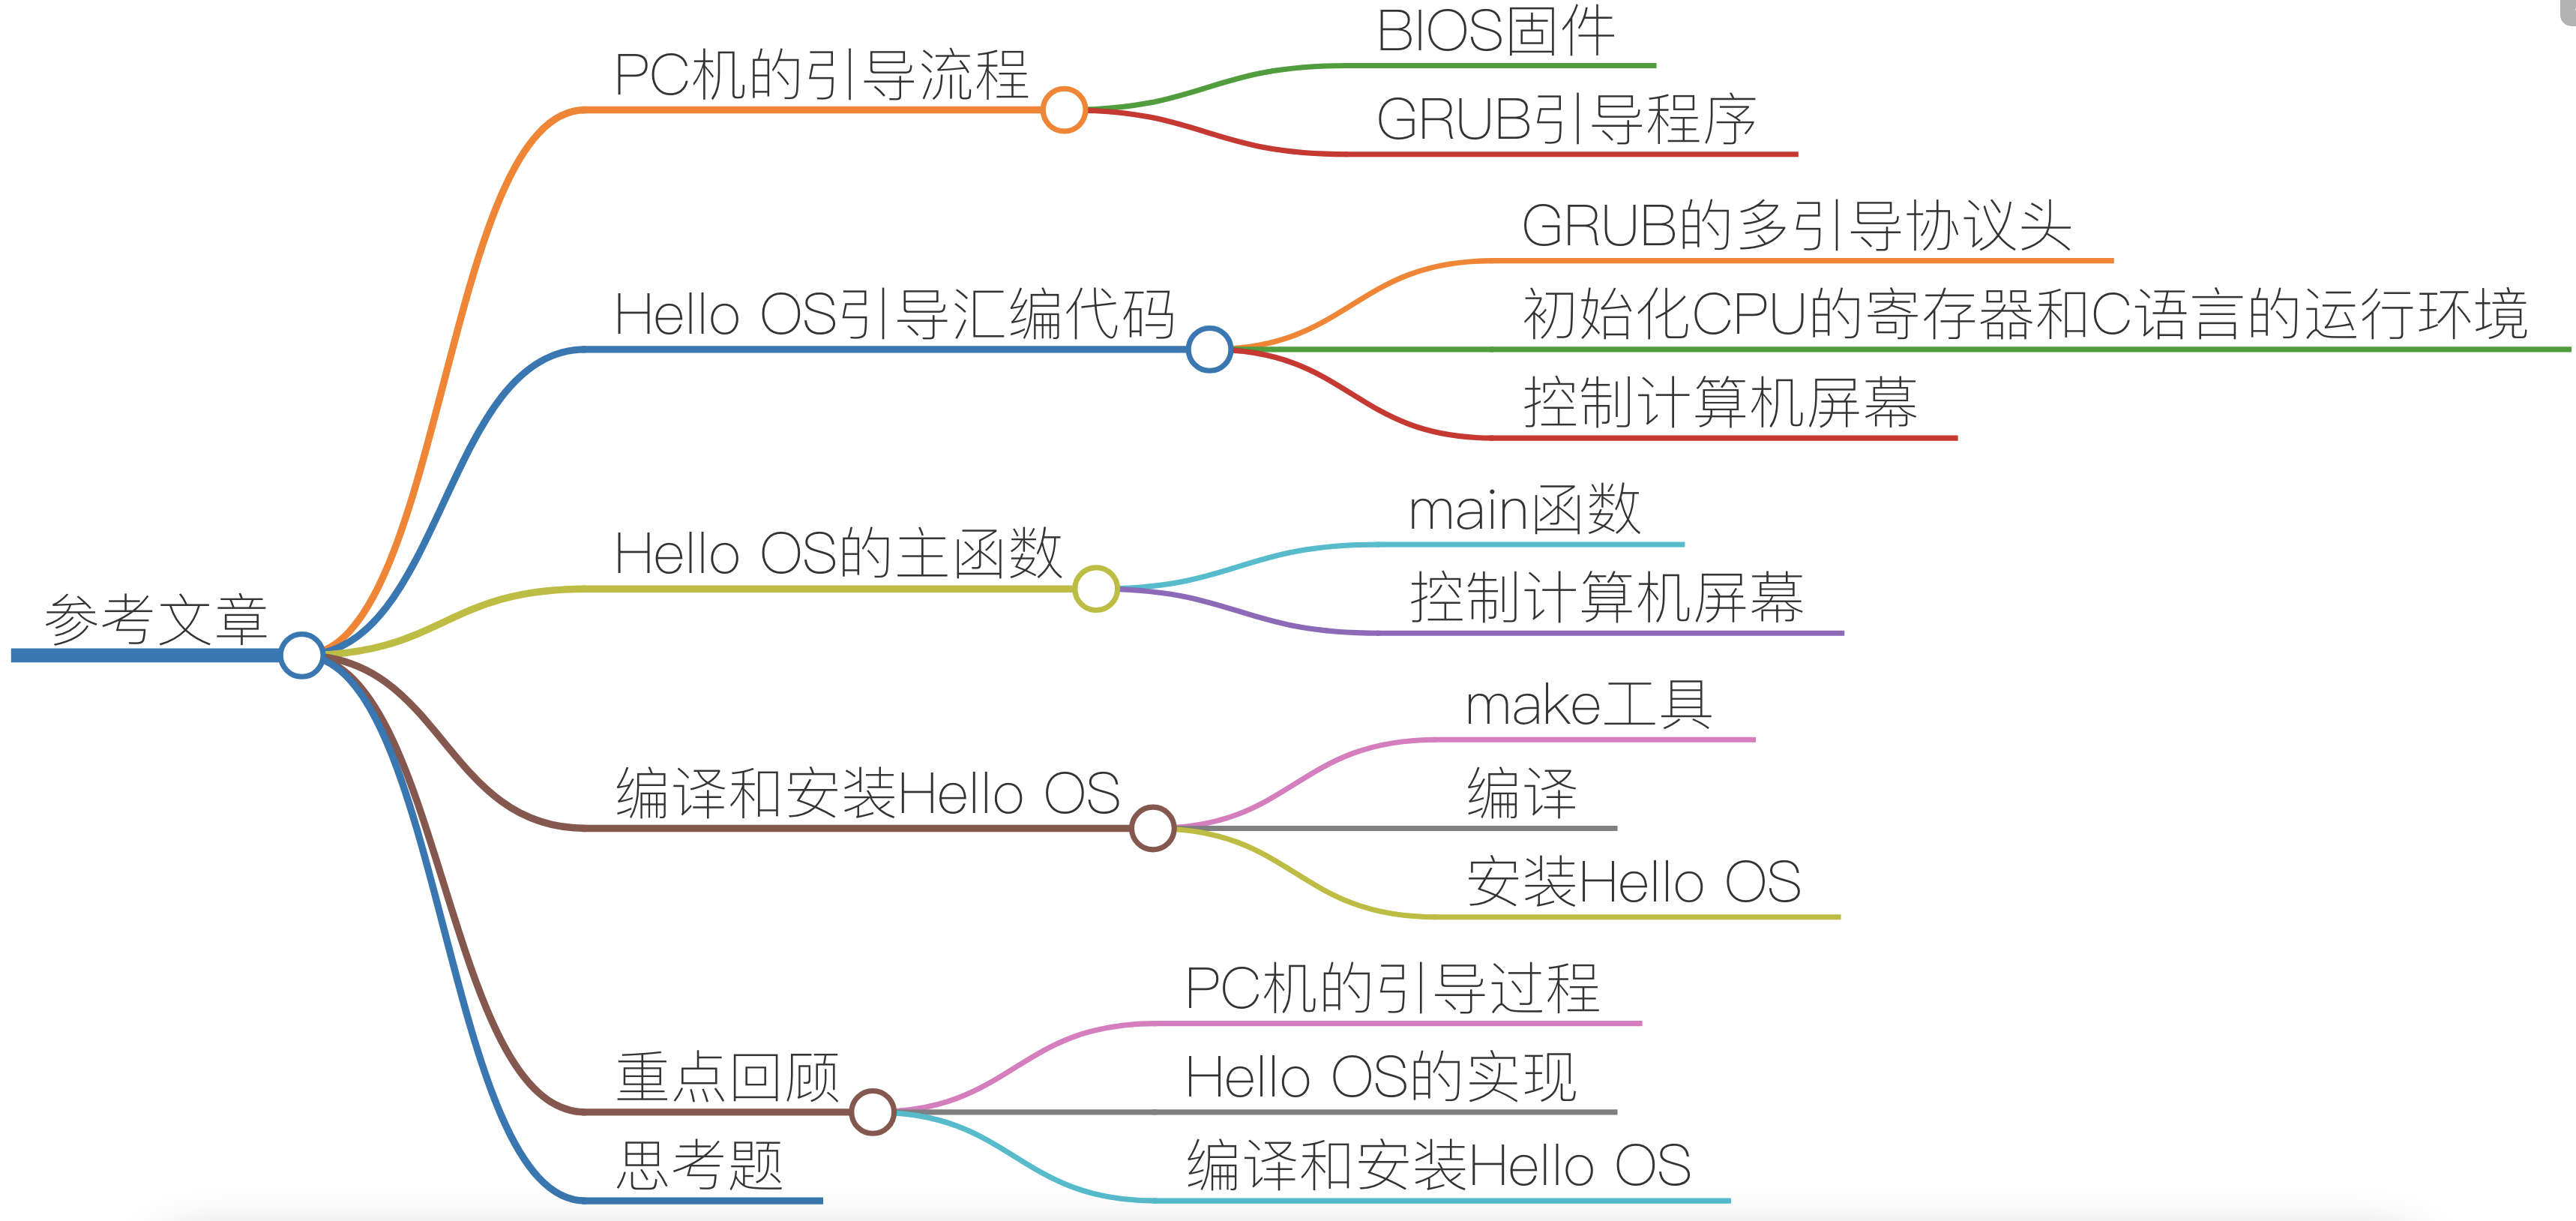 参考文章
PC机的引导流程
BIOS固件
GRUB引导程序
Hello OS引导汇编代码
GRUB的多引导协议头
初始化CPU的寄存器和C语言的运行环境
控制计算机屏幕
Hello OS的主函数
main函数
控制计算机屏幕
编译和安装Hello OS
make工具
编译
安装Hello OS
重点回顾
PC机的引导过程
Hello OS的实现
编译和安装Hello OS
思考题